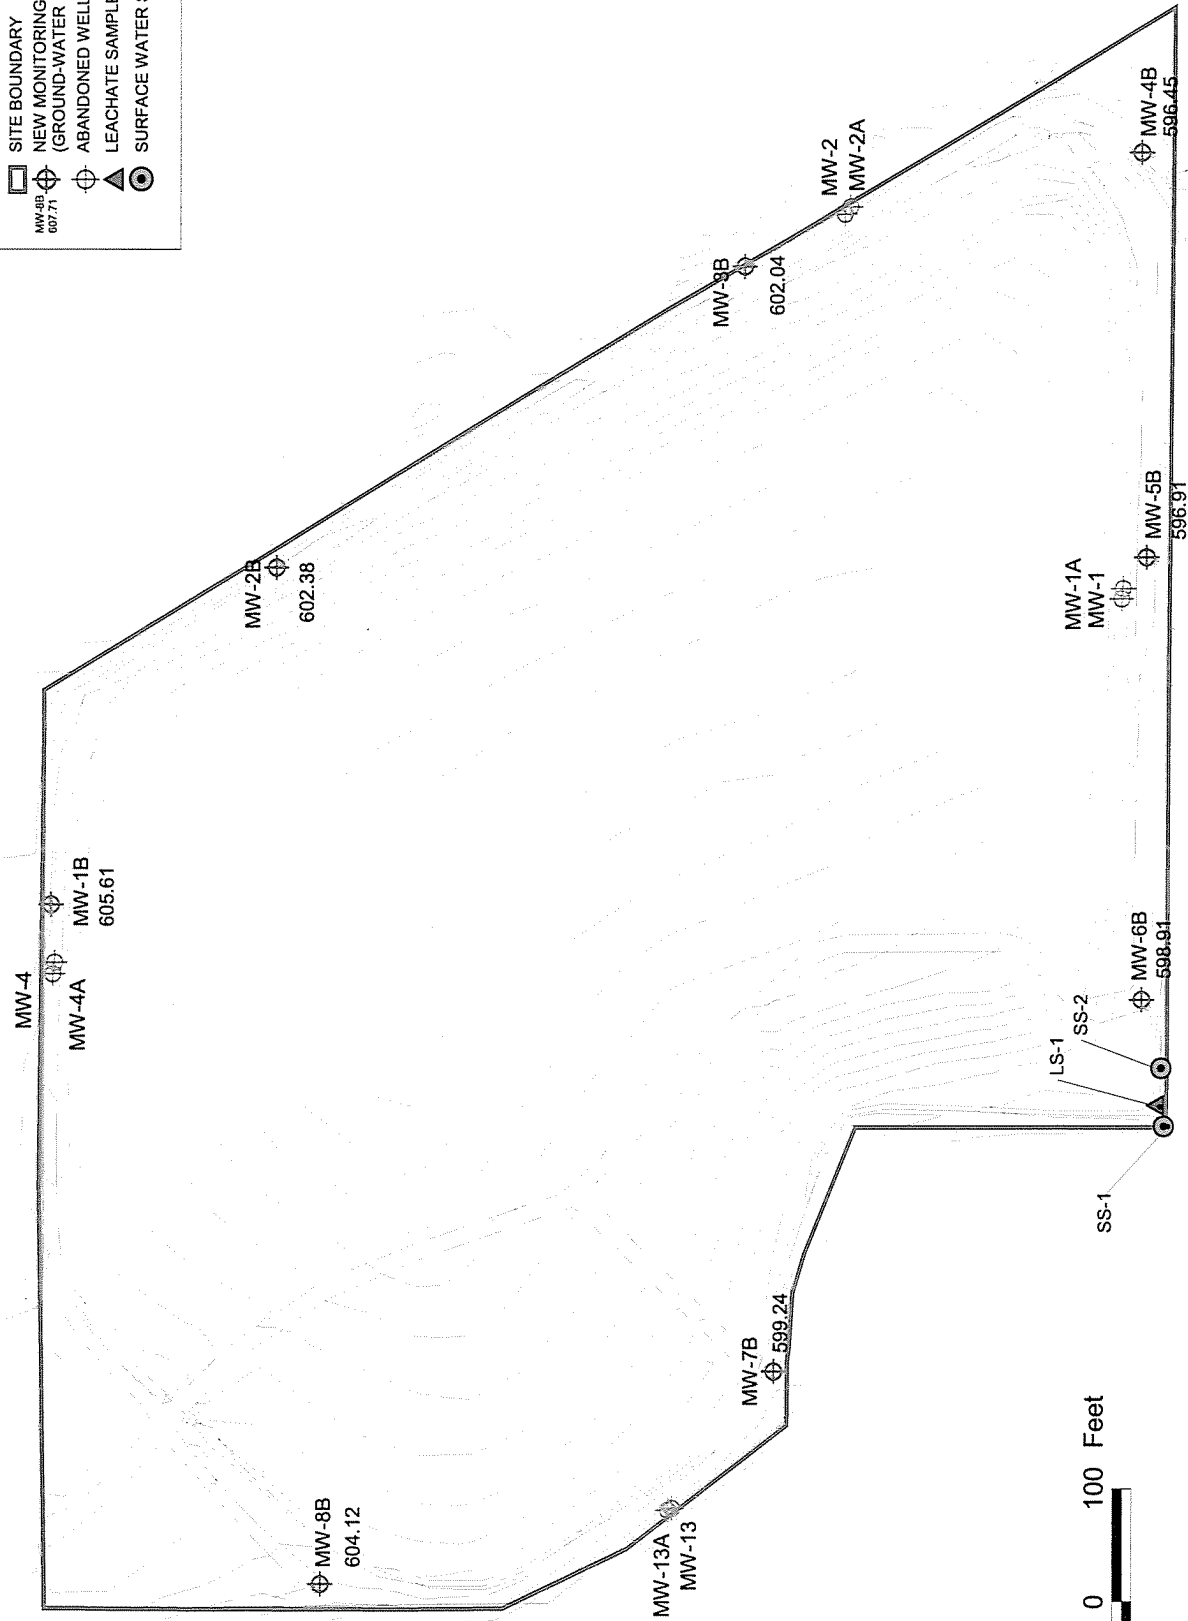 SITE BOUNDARY
MW-8B
607.71
NEW MONITORING
(GROUND-WATER
ABANDONED WELL
LEACHATE SAMPLE
SURFACE WATER
MW-4
MW-4A
MW-1B
605.61
MW-2B
602.38
MW-3B
602.04
MW-2
MW-2A
MW-4B
596.45
MW-1A
MW-1
MW-5B
596.91
MW-6B
598.91
SS-2
LS-1
SS-1
MW-7B
599.24
MW-8B
604.12
MW-13A
MW-13
0 100 Feet